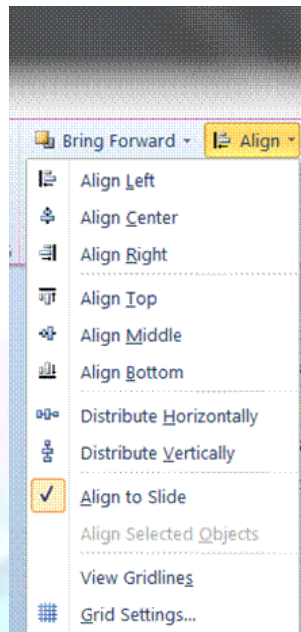 Bring Forward Align
Align Left
Align Center
Align Right
Align Top
Align Middle
Align Bottom
Distribute Horizontally
Distribute Vertically
Align to Slide
Align Selected Objects
View Gridlines
Grid Settings...